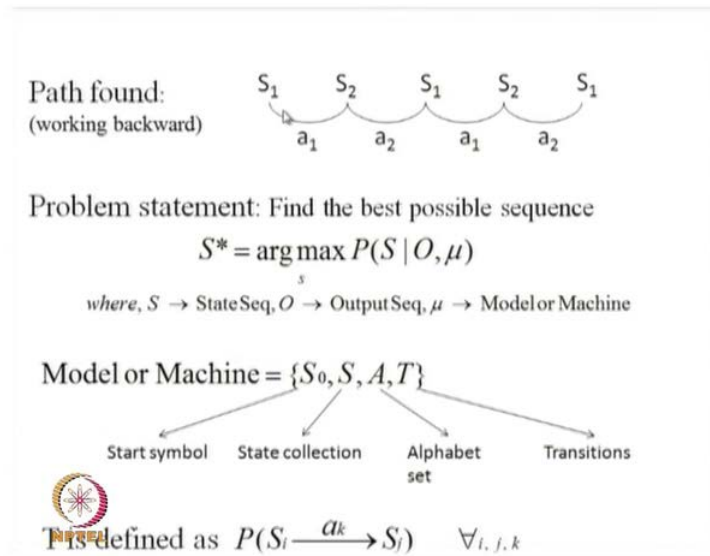 Path found: S₁ S₂ S₁ S₂ S₁
(working backward) a₁ a₂ a₁ a₂
Problem statement: Find the best possible sequence
S* = arg max P(S | O, μ)
s
where, S → State Seq, O → Output Seq, μ → Model or Machine
Model or Machine = {S₀, S, A, T}
Start symbol State collection Alphabet set Transitions
NPTEL
T is defined as P(Sᵢ —aₖ→ Sⱼ) ∀ i, j, k